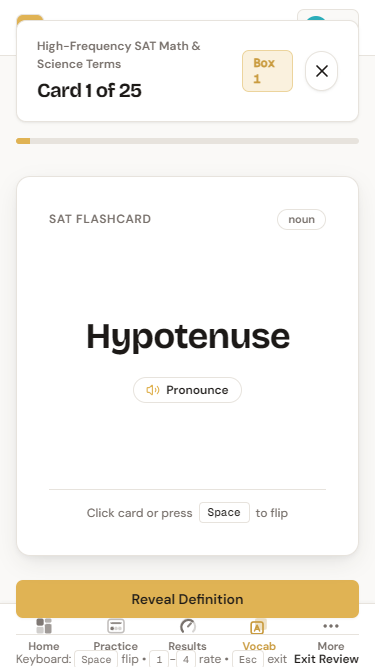 High-Frequency SAT Math &
Science Terms
Card 1 of 25
Box
1
SAT FLASHCARD
noun
Hypotenuse
Pronounce
Click card or press Space to flip
Reveal Definition
Home Practice Results Vocab More
Keyboard: Space flip • 1 – 4 rate • Esc exit Exit Review